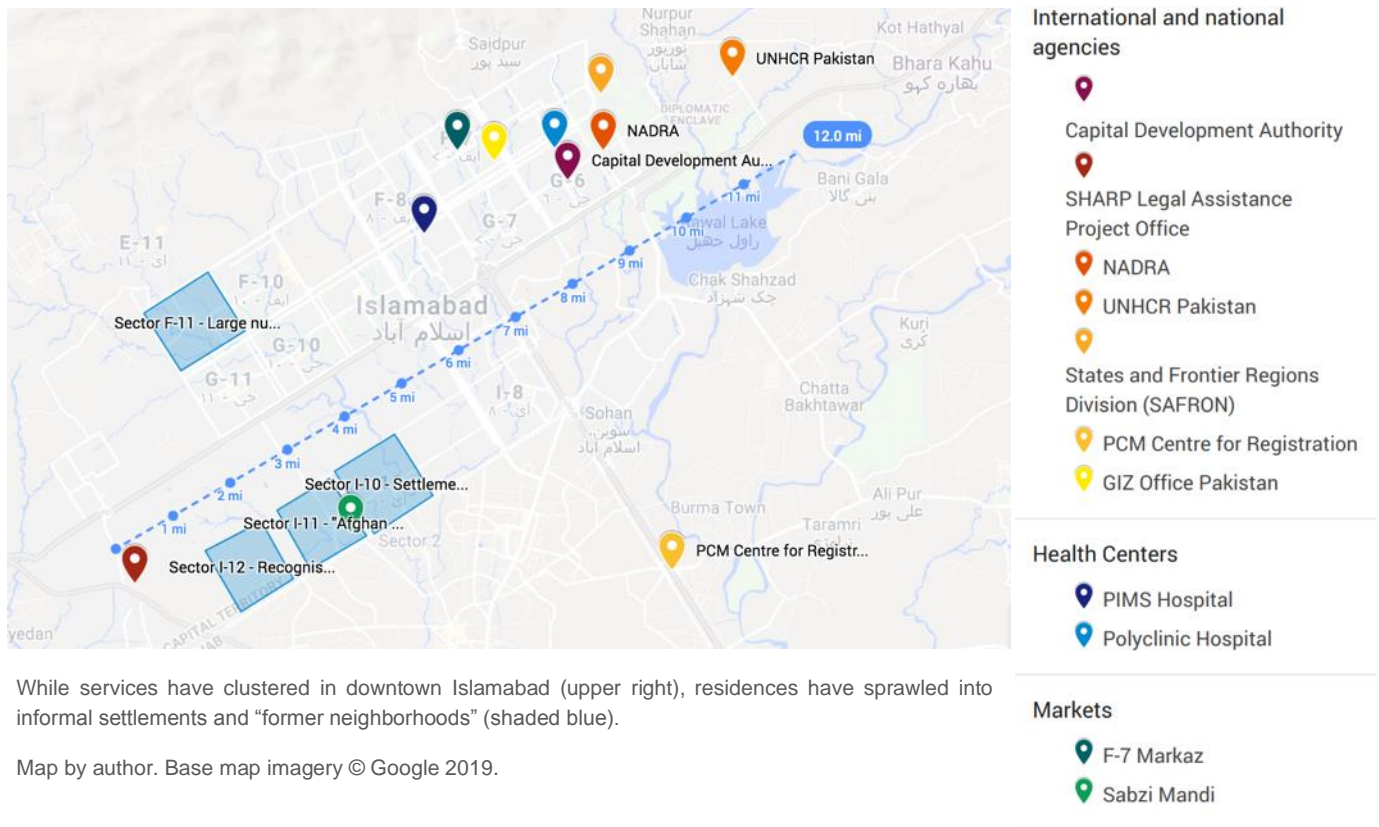 Nurpur
Shahan
نورپور
شاہاں
Kot Hathyal
Saidpur
سید پور
UNHCR Pakistan
Bhara Kahu
بھارہ کہو
DIPLOMATIC
ENCLAVE
NADRA
12.0 mi
Capital Development Au...
G-6
Bani Gala
بنی گالا
11 mi
F-8
G-7
10 mi
Rawal Lake
راول جھیل
E-11
9 mi
Chak Shahzad
چک شہزاد
F-10
8 mi
Islamabad
اسلام آباد
Sector F-11 - Large nu...
7 mi
Kuri
کری
G-10
6 mi
G-11
5 mi
I-8
Chatta
Bakhtawar
Sohan
سوہن،
اسلام آباد
4 mi
3 mi
Sector I-10 - Settleme...
2 mi
Ali Pur
علی پور
Burma Town
1 mi
Sector I-11 - "Afghan ...
Taramri
Sector 2
PCM Centre for Registr...
Sector I-12 - Recognis...
CAPITAL TERRITORY
yedan
While services have clustered in downtown Islamabad (upper right), residences have sprawled into
informal settlements and “former neighborhoods” (shaded blue).
Map by author. Base map imagery © Google 2019.
International and national
agencies
Capital Development Authority
SHARP Legal Assistance
Project Office
NADRA
UNHCR Pakistan
States and Frontier Regions
Division (SAFRON)
PCM Centre for Registration
GIZ Office Pakistan
Health Centers
PIMS Hospital
Polyclinic Hospital
Markets
F-7 Markaz
Sabzi Mandi